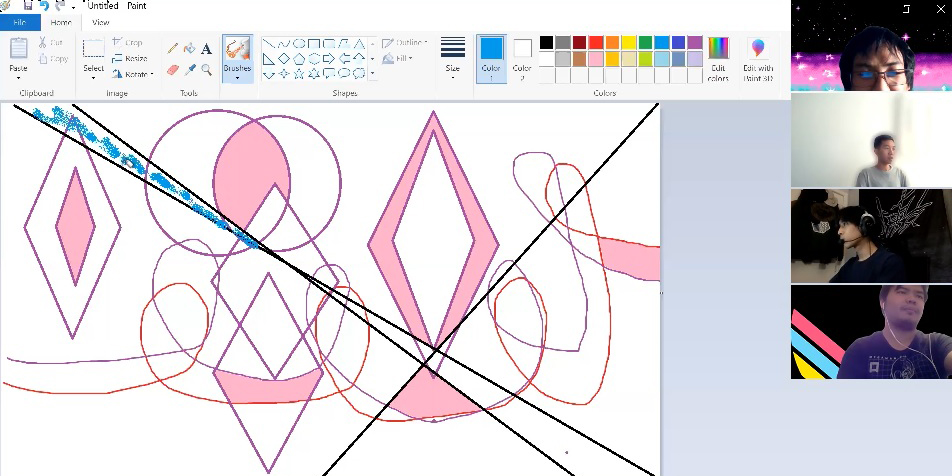 Untitled - Paint
File Home View
Paste
Cut
Copy
Clipboard
Select
Crop
Resize
Rotate
Image
A
Tools
Brushes
Outline
Fill
Shapes
Size
Color 1
Color 2
Edit colors
Edit with Paint 3D
Colors